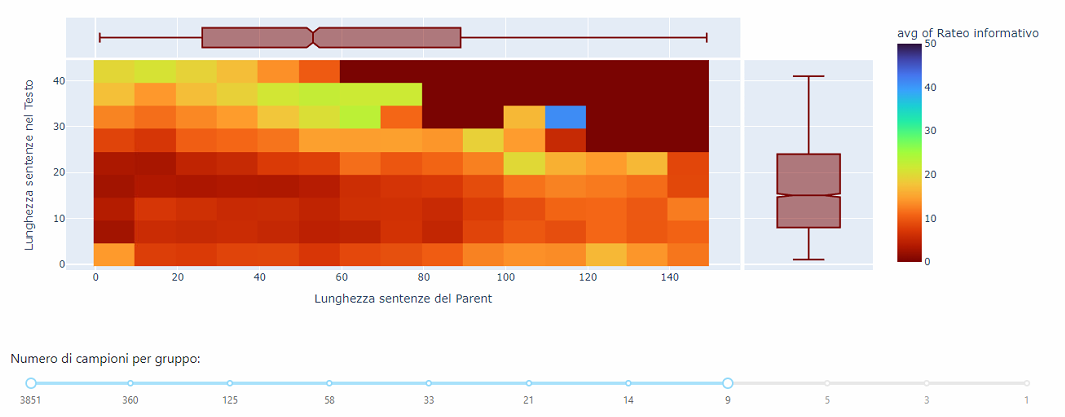 avg of Rateo informativo
50
40
30
20
10
0
Lunghezza sentenze nel Testo
40
30
20
10
0
0 20 40 60 80 100 120 140
Lunghezza sentenze del Parent
Numero di campioni per gruppo:
3851 360 125 58 33 21 14 9 5 3 1